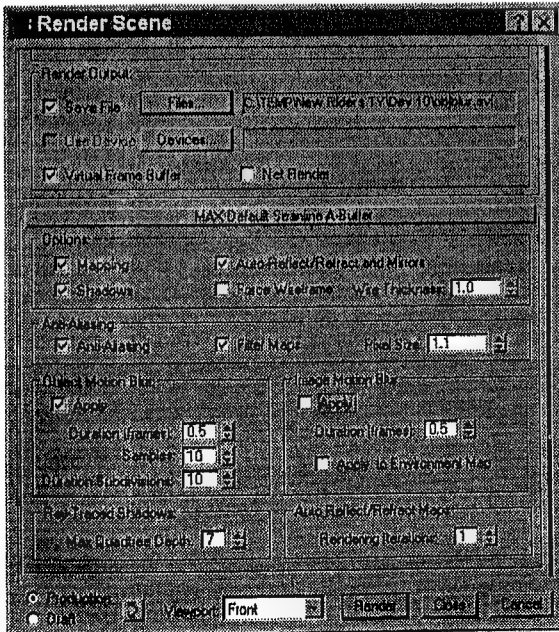 Render Scene
Render Output:
Save File Files... C:\TEMP\New Riders TY\Day 10\objblur.avi
Use Device Devices...
Virtual Frame Buffer Net Render
MAX Default Scanline A-Buffer
Options:
Mapping Auto-Reflect/Refract and Mirrors
Shadows Force Wireframe Wire Thickness: 1.0
Anti-Aliasing:
Anti-Aliasing Filter Maps Pixel Size: 1.1
Object Motion Blur: Image Motion Blur:
Apply Apply
Duration (frames): 0.5 Duration (frames): 0.5
Samples: 10
Duration Subdivisions: 10 Apply to Environment Map
Ray-Traced Shadows: Auto Reflect/Refract Maps:
Max Quadtree Depth: 7 Rendering Iterations: 1
Production
Draft Viewport: Front Render Close Cancel